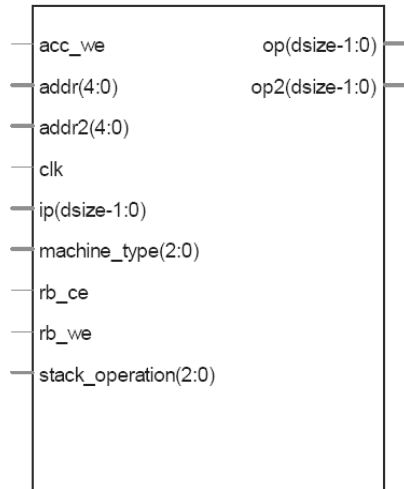 acc_we
op(dsize-1:0)
addr(4:0)
op2(dsize-1:0)
addr2(4:0)
clk
ip(dsize-1:0)
machine_type(2:0)
rb_ce
rb_we
stack_operation(2:0)